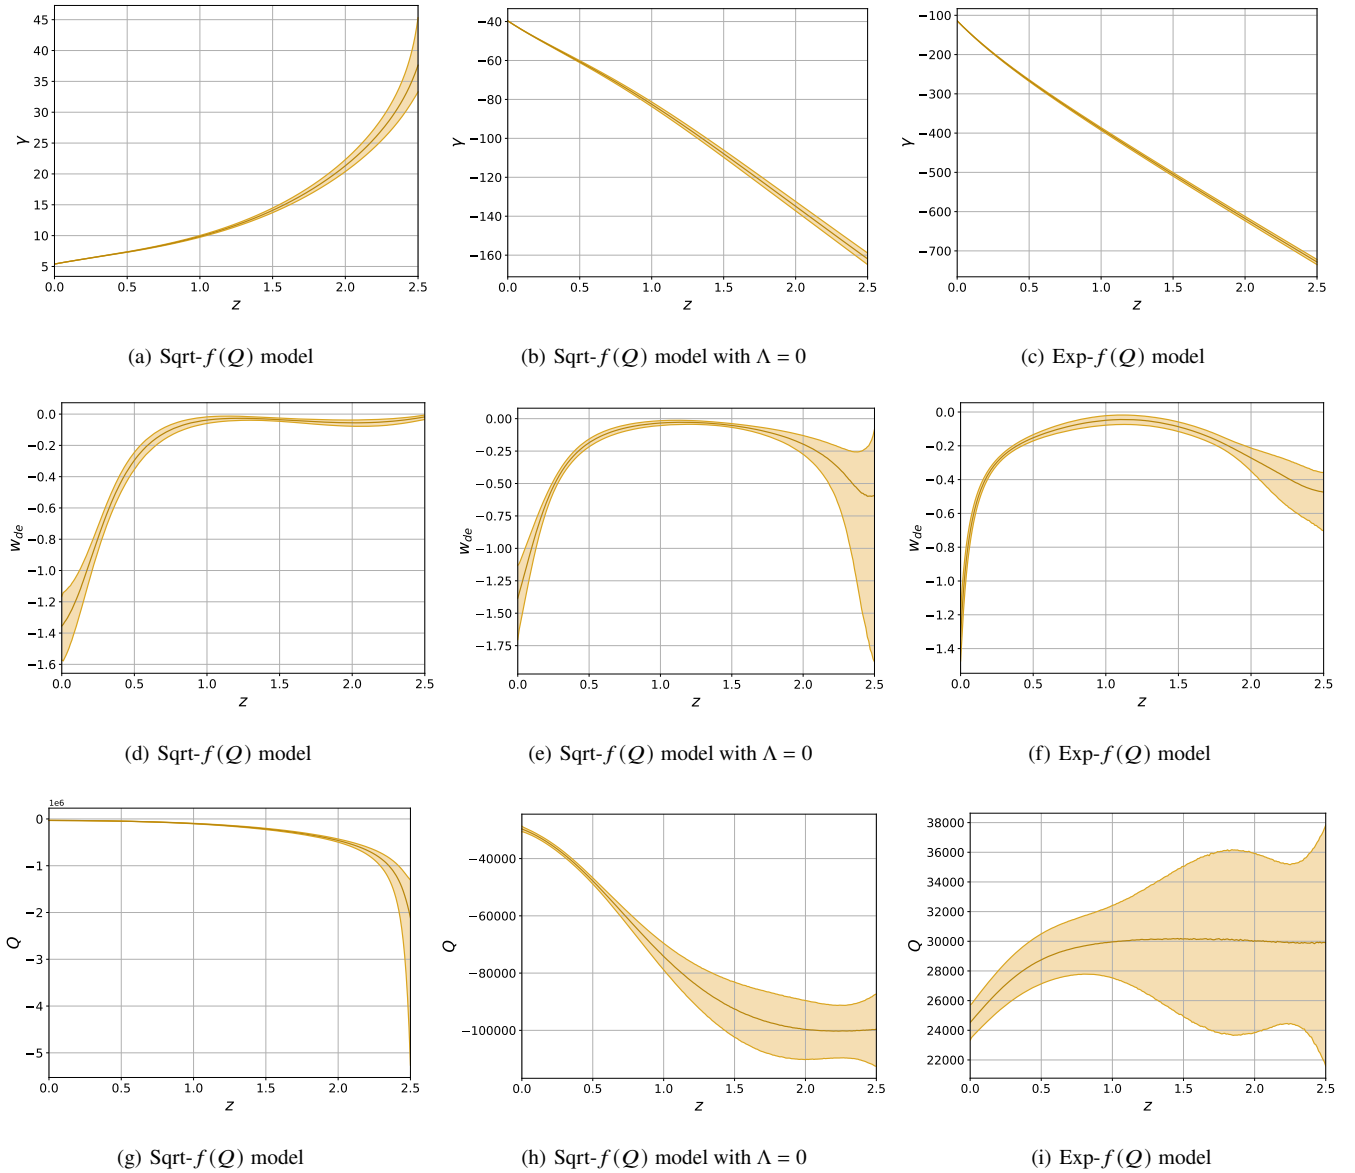 45
40
35
30
25
20
15
10
5
γ
0.0 0.5 1.0 1.5 2.0 2.5
z
(a) Sqrt-f(Q) model
−40
−60
−80
−100
−120
−140
−160
γ
0.0 0.5 1.0 1.5 2.0 2.5
z
(b) Sqrt-f(Q) model with Λ = 0
−100
−200
−300
−400
−500
−600
−700
γ
0.0 0.5 1.0 1.5 2.0 2.5
z
(c) Exp-f(Q) model
0.0
−0.2
−0.4
−0.6
−0.8
−1.0
−1.2
−1.4
−1.6
w_de
0.0 0.5 1.0 1.5 2.0 2.5
z
(d) Sqrt-f(Q) model
0.00
−0.25
−0.50
−0.75
−1.00
−1.25
−1.50
−1.75
w_de
0.0 0.5 1.0 1.5 2.0 2.5
z
(e) Sqrt-f(Q) model with Λ = 0
0.0
−0.2
−0.4
−0.6
−0.8
−1.0
−1.2
−1.4
w_de
0.0 0.5 1.0 1.5 2.0 2.5
z
(f) Exp-f(Q) model
1e6
0
−1
−2
−3
−4
−5
Q
0.0 0.5 1.0 1.5 2.0 2.5
z
(g) Sqrt-f(Q) model
−40000
−60000
−80000
−100000
Q
0.0 0.5 1.0 1.5 2.0 2.5
z
(h) Sqrt-f(Q) model with Λ = 0
38000
36000
34000
32000
30000
28000
26000
24000
22000
Q
0.0 0.5 1.0 1.5 2.0 2.5
z
(i) Exp-f(Q) model